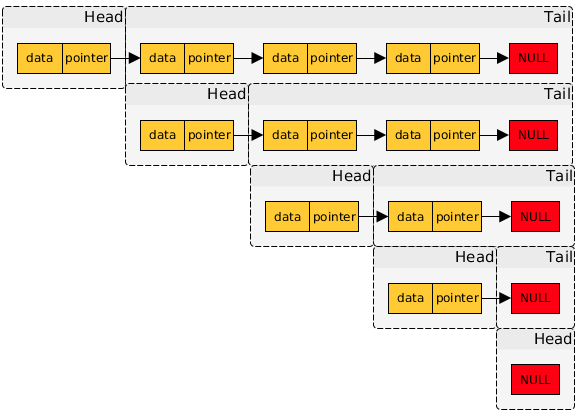 Head Tail
data pointer data pointer data pointer data pointer NULL
Head Tail
data pointer data pointer data pointer NULL
Head Tail
data pointer data pointer NULL
Head Tail
data pointer NULL
Head
NULL